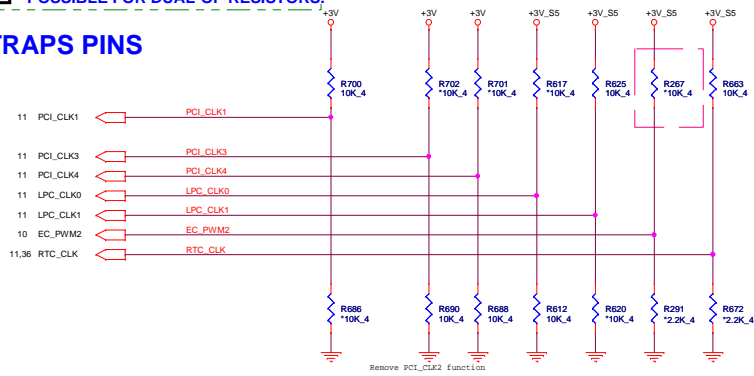 POSSIBLE FOR DUAL OP RESISTORS.
TRAPS PINS
+3V +3V +3V +3V_S5 +3V_S5 +3V_S5 +3V_S5
R700 R702 R701 R617 R625 R267 R663
10K_4 10K_4 10K_4 *10K_4 10K_4 *10K_4 10K_4
11 PCI_CLK1 PCI_CLK1
11 PCI_CLK3 PCI_CLK3
11 PCI_CLK4 PCI_CLK4
11 LPC_CLK0 LPC_CLK0
11 LPC_CLK1 LPC_CLK1
10 EC_PWM2 EC_PWM2
11,36 RTC_CLK RTC_CLK
R686 R690 R688 R612 R620 R291 R672
*10K_4 10K_4 10K_4 10K_4 *10K_4 *2.2K_4 *2.2K_4
Remove PCI_CLK2 function